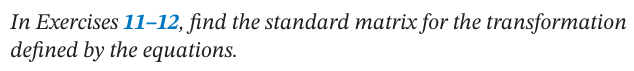 In Exercises 11–12, find the standard matrix for the transformation
defined by the equations.